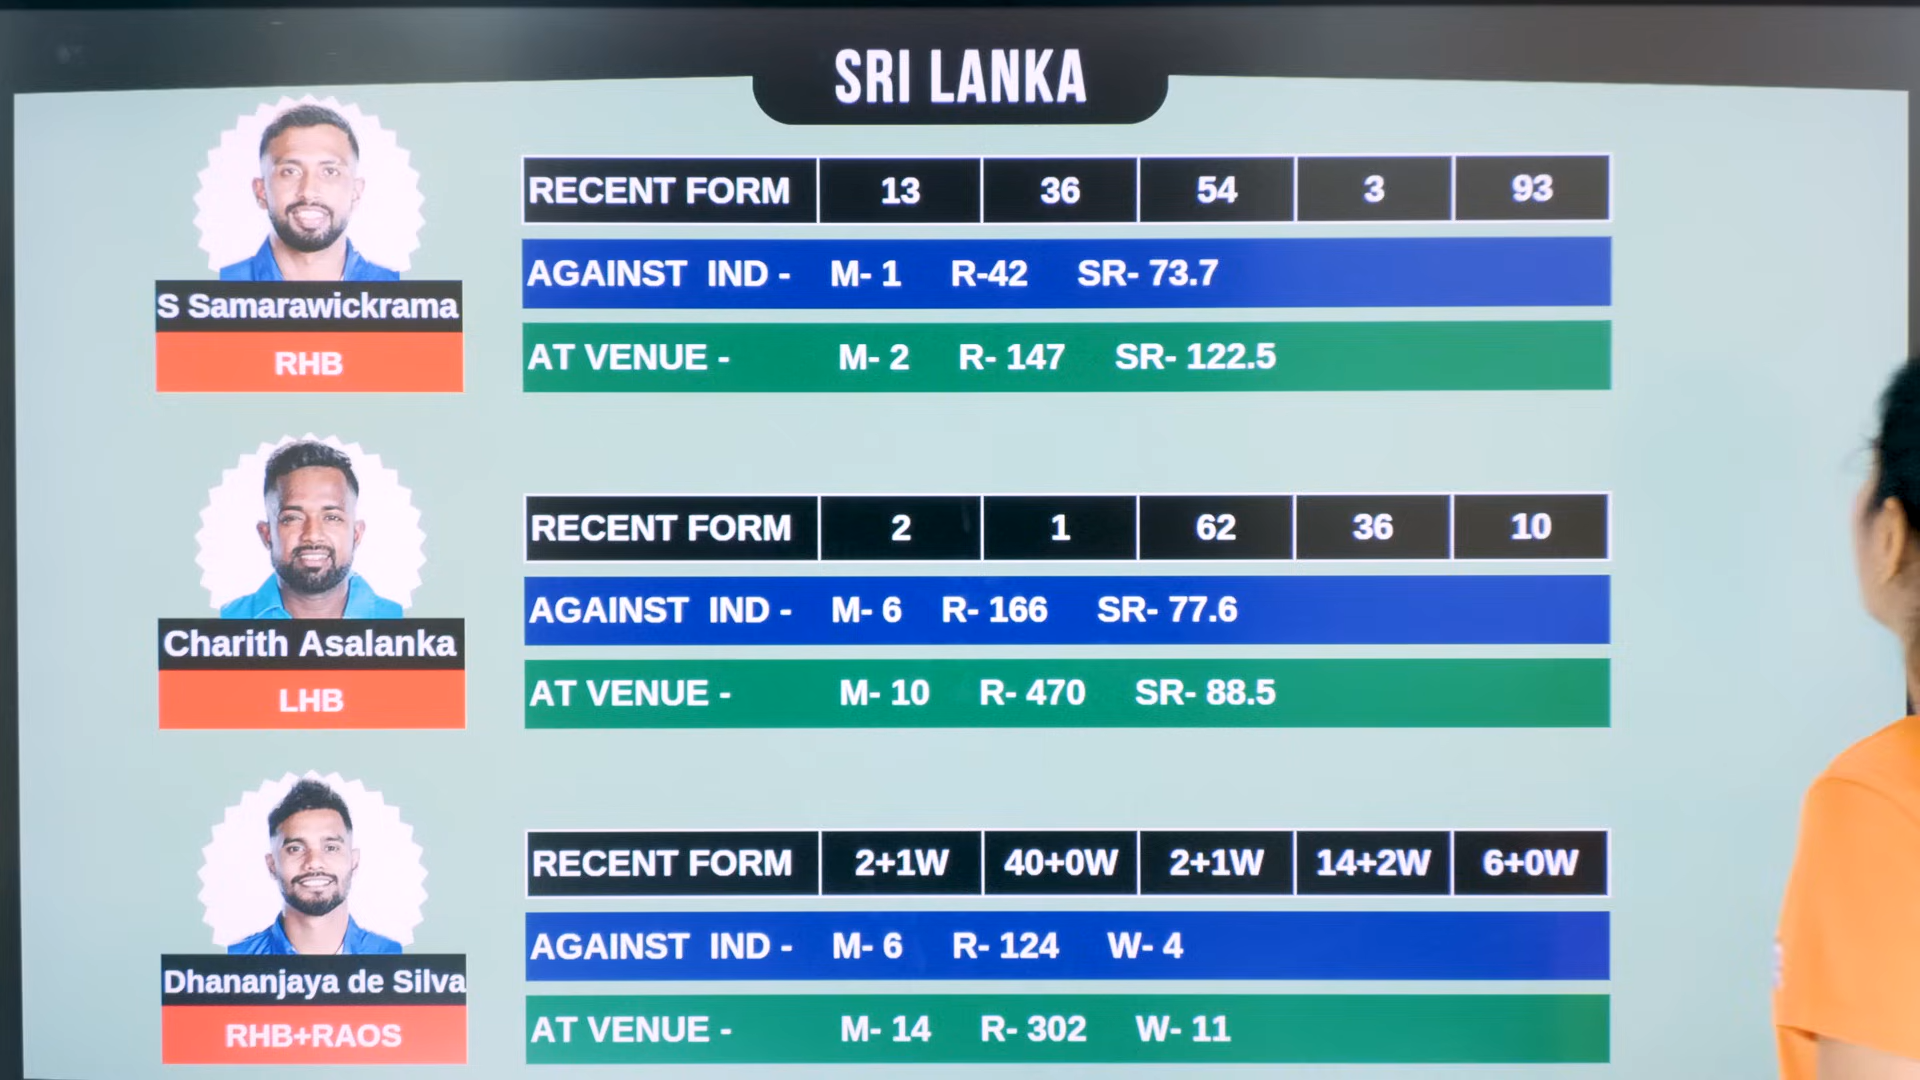 SRI LANKA
RECENT FORM 13 36 54 3 93
AGAINST IND - M- 1 R-42 SR- 73.7
S Samarawickrama
AT VENUE - M- 2 R- 147 SR- 122.5
RHB
RECENT FORM 2 1 62 36 10
AGAINST IND - M- 6 R- 166 SR- 77.6
Charith Asalanka
AT VENUE - M- 10 R- 470 SR- 88.5
LHB
RECENT FORM 2+1W 40+0W 2+1W 14+2W 6+0W
AGAINST IND - M- 6 R- 124 W- 4
Dhananjaya de Silva
AT VENUE - M- 14 R- 302 W- 11
RHB+RAOS